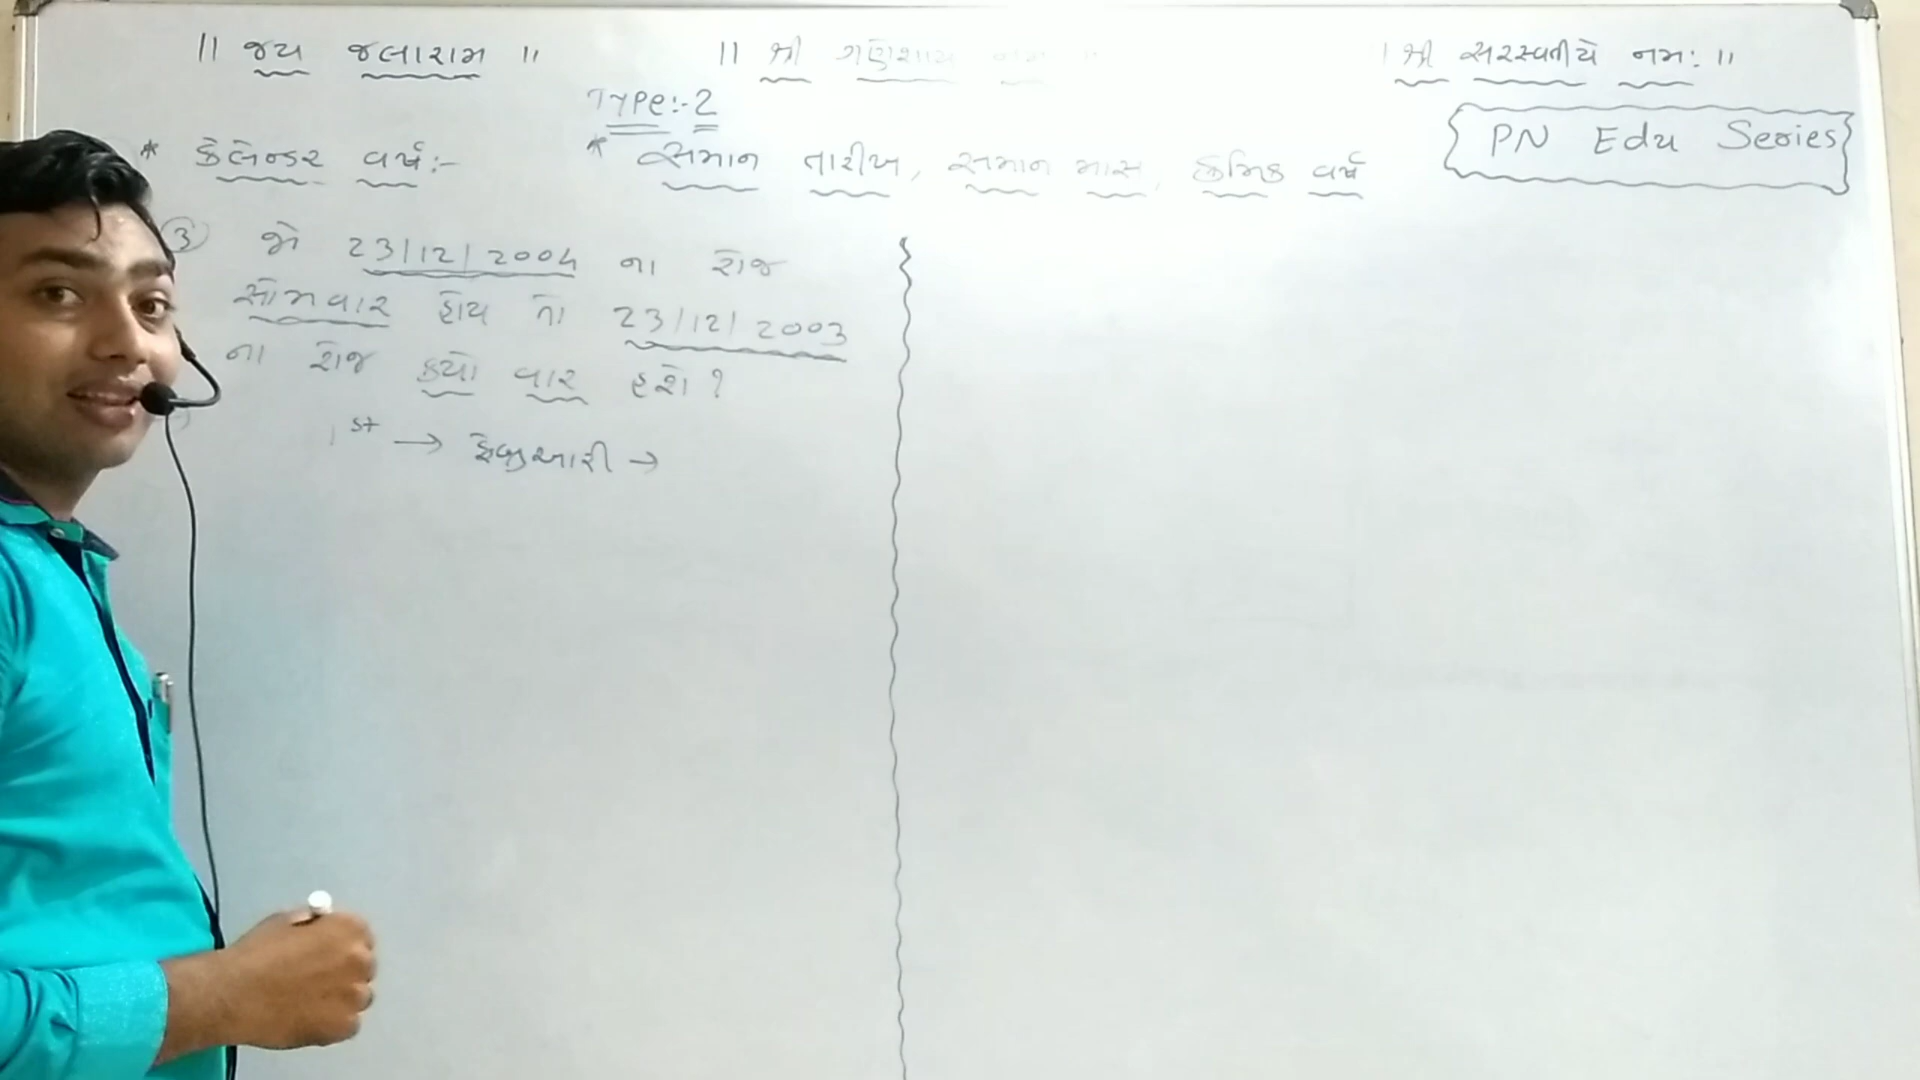 ॥ જય જલારામ ॥
॥ શ્રી ગણેશાય નમઃ ॥
। શ્રી સરસ્વતીયે નમઃ ॥
Type:-2
PN Edu Series
* કેલેન્ડર વર્ષ:-
* સમાન તારીખ, સમાન માસ, ક્રમિક વર્ષ
③ જો 23/12/2004 ના રોજ
સોમવાર હોય તો 23/12/2003
ના રોજ કયો વાર હશે?
1st → ફેબ્રુઆરી →